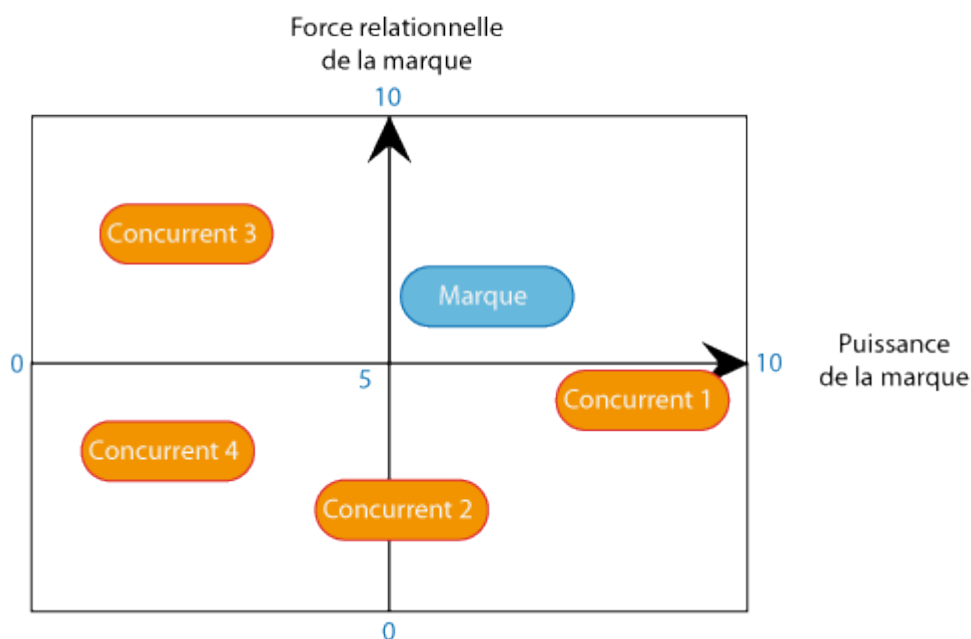 Force relationnelle
de la marque
10
Concurrent 3
Marque
0
5
10
Puissance
de la marque
Concurrent 1
Concurrent 4
Concurrent 2
0